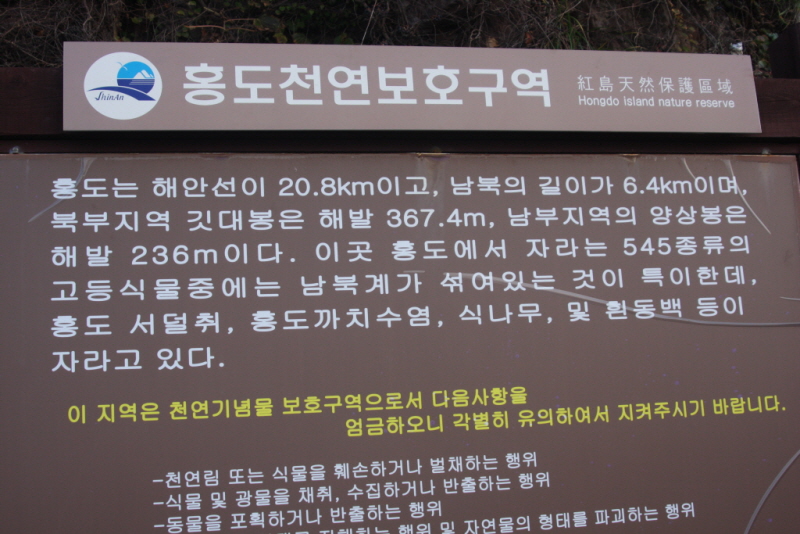 ShinAn
홍도천연보호구역
紅島天然保護區域
Hongdo island nature reserve
홍도는 해안선이 20.8km이고, 남북의 길이가 6.4km이며,
북부지역 깃대봉은 해발 367.4m, 남부지역의 양상봉은
해발 236m이다. 이곳 홍도에서 자라는 545종류의
고등식물중에는 남북계가 섞여있는 것이 특이한데,
홍도 서덜취, 홍도까치수염, 식나무, 및 흰동백 등이
자라고 있다.
이 지역은 천연기념물 보호구역으로서 다음사항을
엄금하오니 각별히 유의하여서 지켜주시기 바랍니다.
-천연림 또는 식물을 훼손하거나 벌채하는 행위
-식물 및 광물을 채취, 수집하거나 반출하는 행위
-동물을 포획하거나 반출하는 행위
행위 및 자연물의 형태를 파괴하는 행위